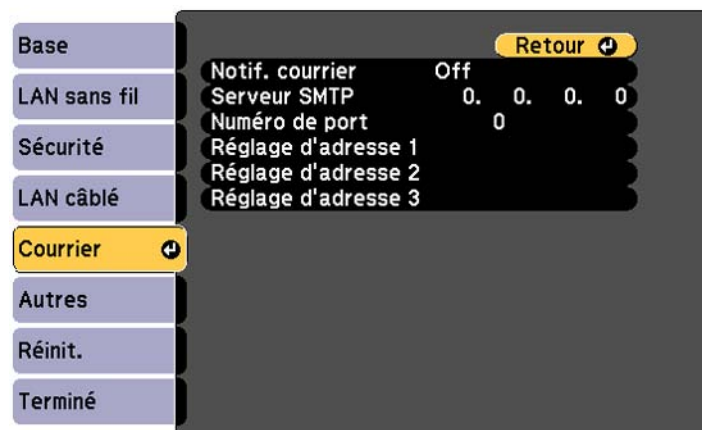 Base
LAN sans fil
Sécurité
LAN câblé
Courrier
Autres
Réinit.
Terminé
Retour
Notif. courrier Off
Serveur SMTP 0. 0. 0. 0
Numéro de port 0
Réglage d'adresse 1
Réglage d'adresse 2
Réglage d'adresse 3